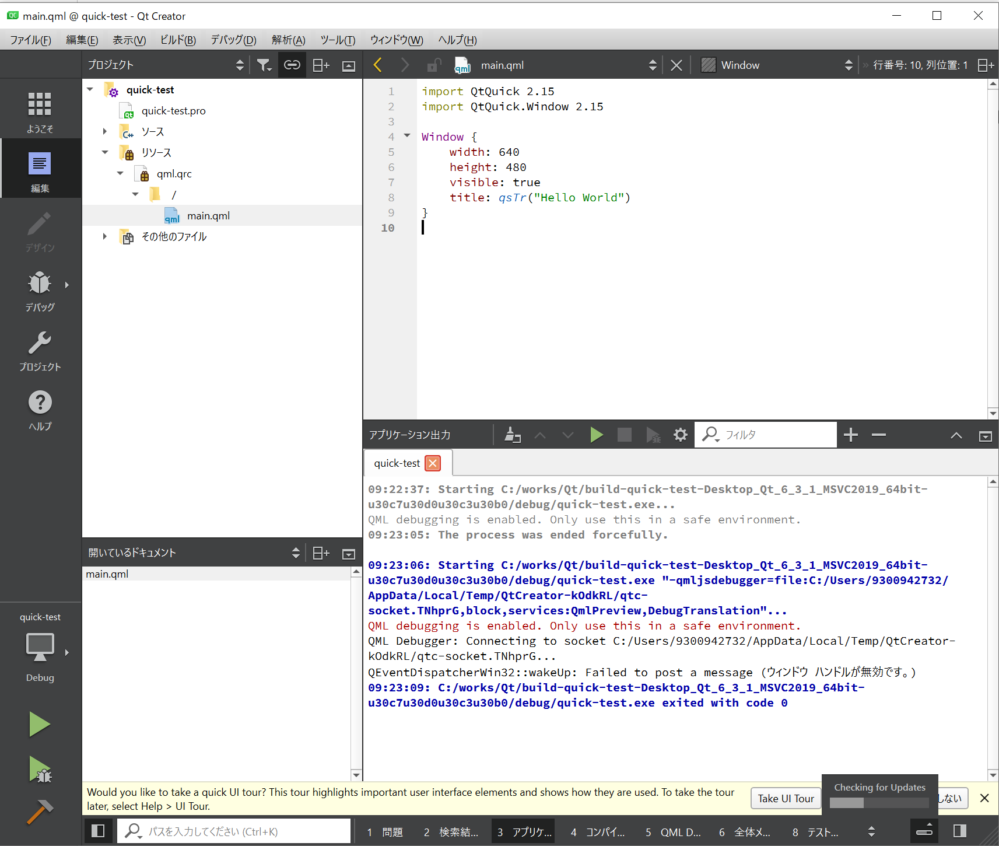 main.qml @ quick-test - Qt Creator
ファイル(F) 編集(E) 表示(V) ビルド(B) デバッグ(D) 解析(A) ツール(T) ウィンドウ(W) ヘルプ(H)
プロジェクト
main.qml
Window
行番号: 10, 列位置: 1
ようこそ
編集
デザイン
デバッグ
プロジェクト
ヘルプ
quick-test
quick-test.pro
ソース
リソース
qml.qrc
/
main.qml
その他のファイル
1 import QtQuick 2.15
2 import QtQuick.Window 2.15
3
4 Window {
5 width: 640
6 height: 480
7 visible: true
8 title: qsTr("Hello World")
9 }
10
アプリケーション出力
フィルタ
quick-test
09:22:37: Starting C:/works/Qt/build-quick-test-Desktop_Qt_6_3_1_MSVC2019_64bit-
u30c7u30d0u30c3u30b0/debug/quick-test.exe...
QML debugging is enabled. Only use this in a safe environment.
09:23:05: The process was ended forcefully.
09:23:06: Starting C:/works/Qt/build-quick-test-Desktop_Qt_6_3_1_MSVC2019_64bit-
u30c7u30d0u30c3u30b0/debug/quick-test.exe "-qmljsdebugger=file:C:/Users/9300942732/
AppData/Local/Temp/QtCreator-kOdkRL/qtc-
socket.TNhprG,block,services:QmlPreview,DebugTranslation"...
QML debugging is enabled. Only use this in a safe environment.
QML Debugger: Connecting to socket C:/Users/9300942732/AppData/Local/Temp/QtCreator-
kOdkRL/qtc-socket.TNhprG...
QEventDispatcherWin32::wakeUp: Failed to post a message (ウィンドウ ハンドルが無効です。)
09:23:09: C:/works/Qt/build-quick-test-Desktop_Qt_6_3_1_MSVC2019_64bit-
u30c7u30d0u30c3u30b0/debug/quick-test.exe exited with code 0
開いているドキュメント
main.qml
quick-test
Debug
Would you like to take a quick UI tour? This tour highlights important user interface elements and shows how they are used. To take the tour
later, select Help > UI Tour.
Take UI Tour
Checking for Updates
しない
パスを入力してください (Ctrl+K)
1 問題 2 検索結... 3 アプリケ... 4 コンパイ... 5 QML D... 6 全体メ... 8 テスト...